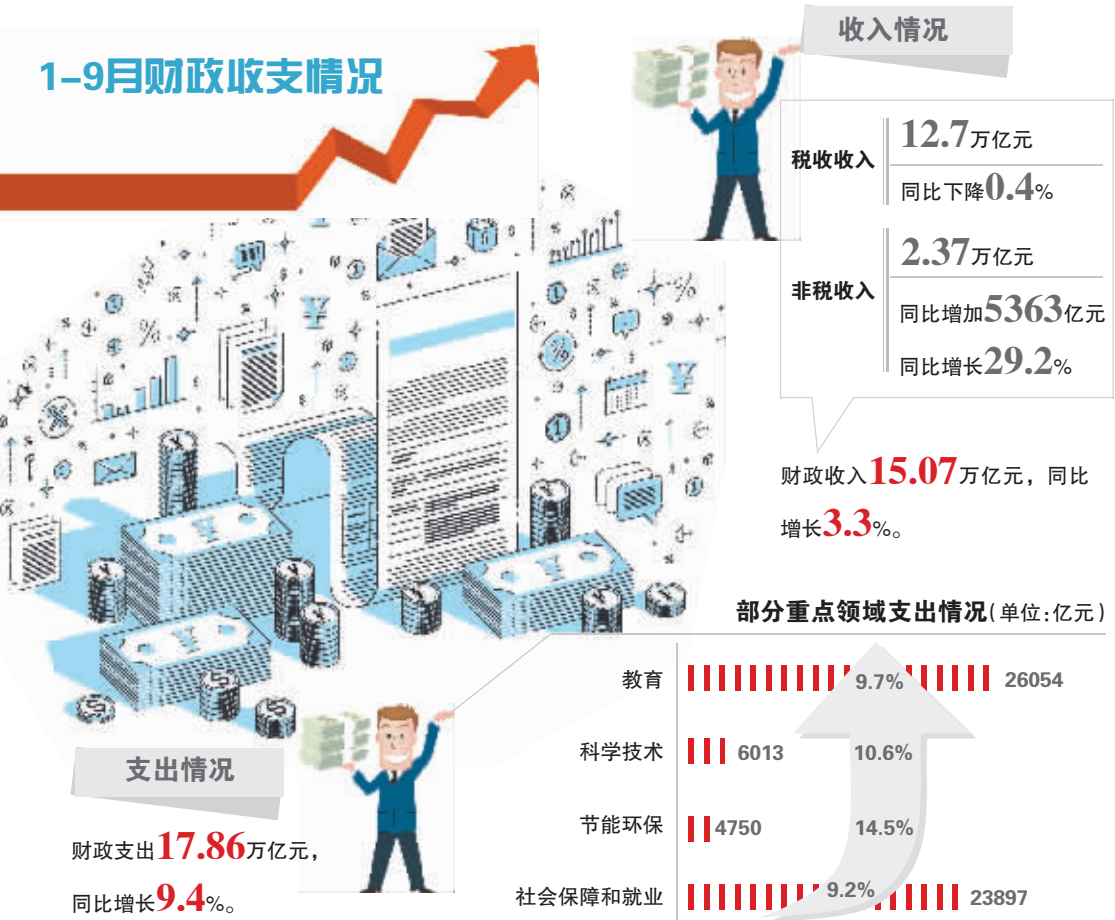 1-9月财政收支情况
收入情况
税收收入
12.7万亿元
同比下降0.4%
非税收入
2.37万亿元
同比增加5363亿元
同比增长29.2%
财政收入15.07万亿元，同比
增长3.3%。
部分重点领域支出情况(单位:亿元)
教育 9.7% 26054
科学技术 6013 10.6%
节能环保 4750 14.5%
社会保障和就业 9.2% 23897
支出情况
财政支出17.86万亿元，
同比增长9.4%。